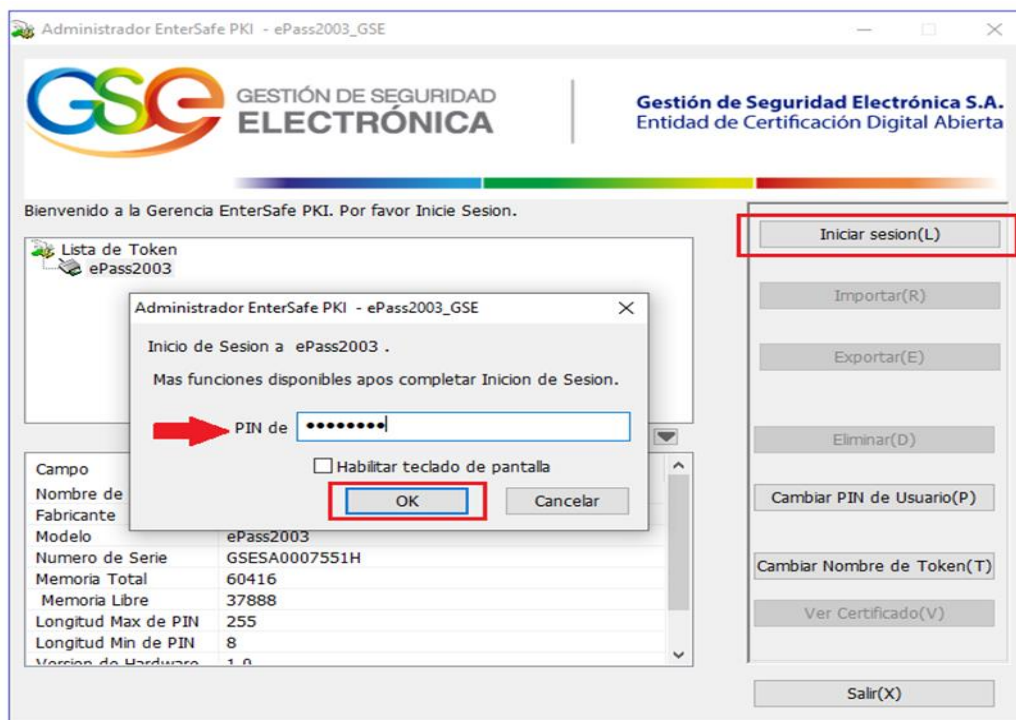 Administrador EnterSafe PKI - ePass2003_GSE
GSE
GESTIÓN DE SEGURIDAD
ELECTRÓNICA
Gestión de Seguridad Electrónica S.A.
Entidad de Certificación Digital Abierta
Bienvenido a la Gerencia EnterSafe PKI. Por favor Inicie Sesion.
Lista de Token
ePass2003
Administrador EnterSafe PKI - ePass2003_GSE
Inicio de Sesion a ePass2003 .
Mas funciones disponibles apos completar Inicion de Sesion.
PIN de ••••••••
Habilitar teclado de pantalla
OK Cancelar
Campo
Nombre de
Fabricante
Modelo ePass2003
Numero de Serie GSESA0007551H
Memoria Total 60416
Memoria Libre 37888
Longitud Max de PIN 255
Longitud Min de PIN 8
Version de Hardware 1.0
Iniciar sesion(L)
Importar(R)
Exportar(E)
Eliminar(D)
Cambiar PIN de Usuario(P)
Cambiar Nombre de Token(T)
Ver Certificado(V)
Salir(X)